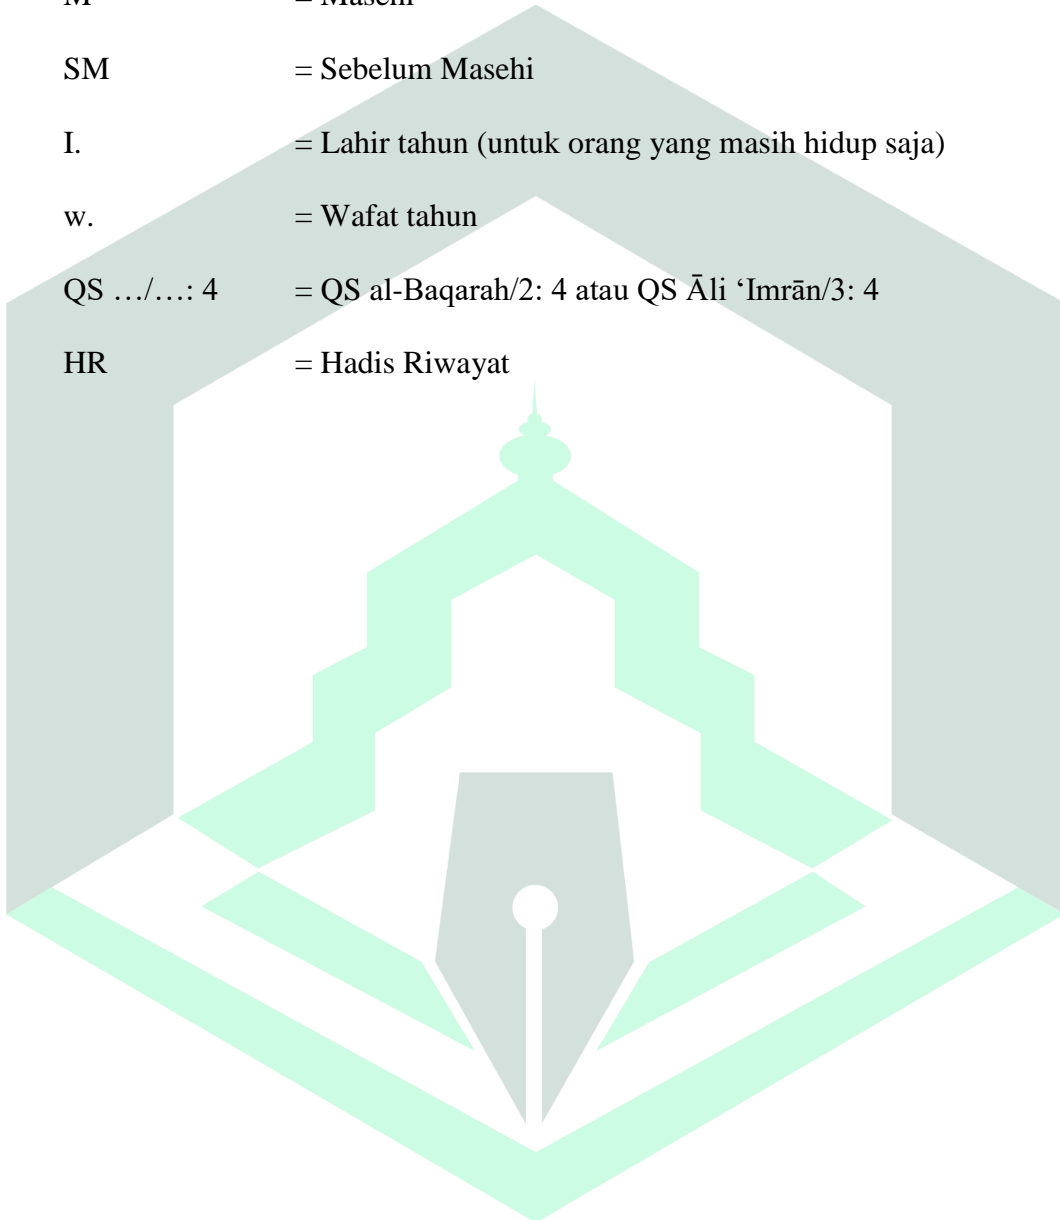 M = Masehi
SM = Sebelum Masehi
I. = Lahir tahun (untuk orang yang masih hidup saja)
w. = Wafat tahun
QS …/…: 4 = QS al-Baqarah/2: 4 atau QS Āli ‘Imrān/3: 4
HR = Hadis Riwayat